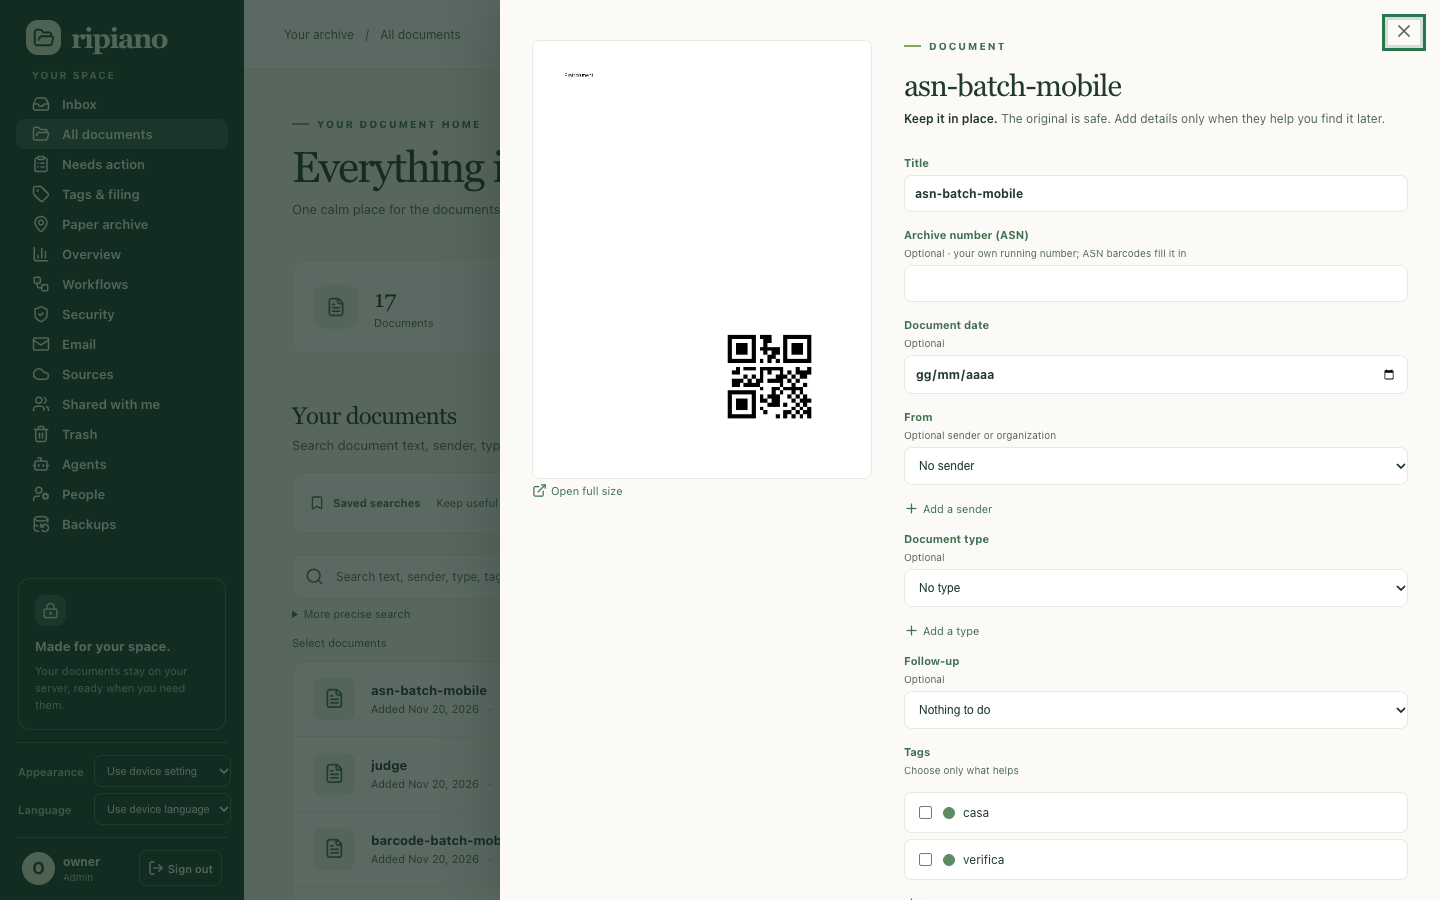 ripiano
YOUR SPACE
Inbox
All documents
Needs action
Tags & filing
Paper archive
Overview
Workflows
Security
Email
Sources
Shared with me
Trash
Agents
People
Backups
Made for your space.
Your documents stay on your
server, ready when you need
them.
Appearance
Use device setting
Language
Use device language
O
owner
Admin
Sign out
Your archive / All documents
YOUR DOCUMENT HOME
Everything
One calm place for the documents
17
Documents
Your documents
Search document text, sender, typ
Saved searches
Keep useful
Search text, sender, type, tag
More precise search
Select documents
asn-batch-mobile
Added Nov 20, 2026 ·
judge
Added Nov 20, 2026 ·
barcode-batch-mob
Added Nov 20, 2026 ·
Open full size
DOCUMENT
asn-batch-mobile
Keep it in place. The original is safe. Add details only when they help you find it later.
Title
asn-batch-mobile
Archive number (ASN)
Optional · your own running number; ASN barcodes fill it in
Document date
Optional
gg/mm/aaaa
From
Optional sender or organization
No sender
Add a sender
Document type
Optional
No type
Add a type
Follow-up
Optional
Nothing to do
Tags
Choose only what helps
casa
verifica